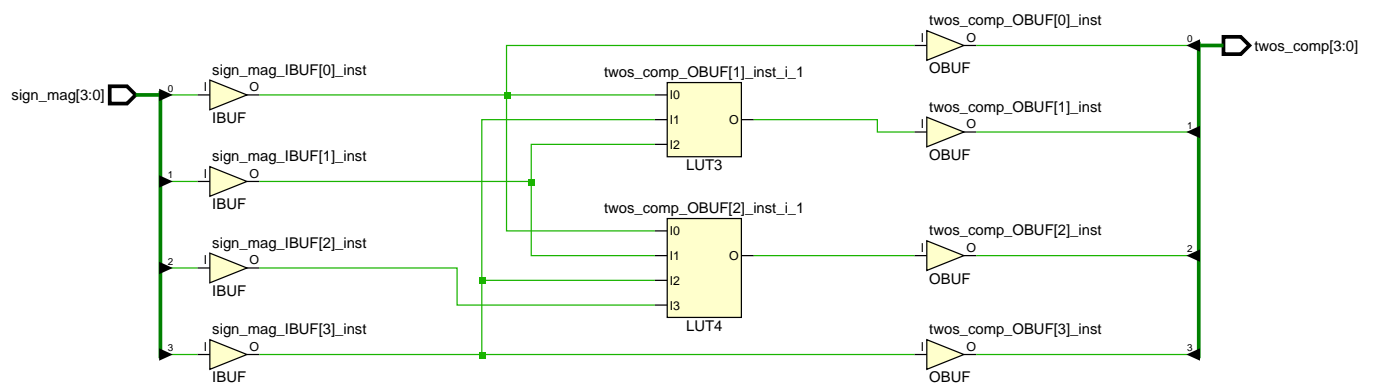 twos_comp_OBUF[0]_inst
I
O
OBUF
0
twos_comp[3:0]
sign_mag[3:0]
0
sign_mag_IBUF[0]_inst
I
O
IBUF
twos_comp_OBUF[1]_inst_i_1
I0
I1
I2
O
LUT3
twos_comp_OBUF[1]_inst
I
O
OBUF
1
1
sign_mag_IBUF[1]_inst
I
O
IBUF
twos_comp_OBUF[2]_inst_i_1
I0
I1
I2
I3
O
LUT4
twos_comp_OBUF[2]_inst
I
O
OBUF
2
2
sign_mag_IBUF[2]_inst
I
O
IBUF
3
sign_mag_IBUF[3]_inst
I
O
IBUF
twos_comp_OBUF[3]_inst
I
O
OBUF
3